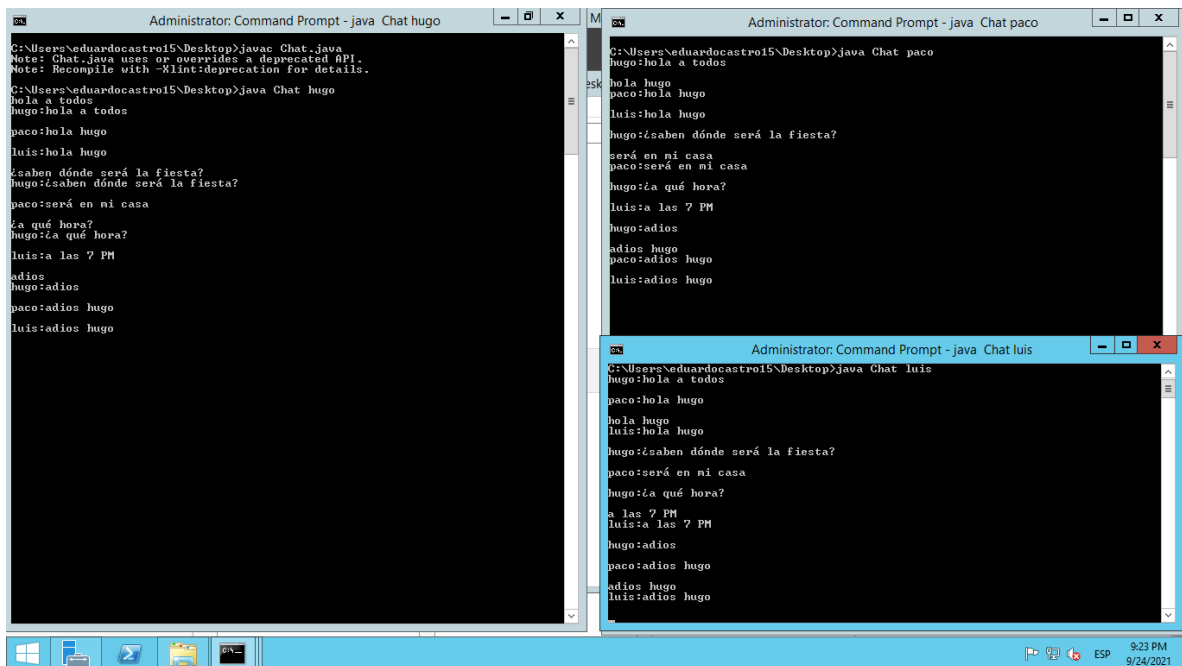 Administrator: Command Prompt - java  Chat hugo
C:\Users\eduardocastro15\Desktop>javac Chat.java
Note: Chat.java uses or overrides a deprecated API.
Note: Recompile with -Xlint:deprecation for details.
C:\Users\eduardocastro15\Desktop>java Chat hugo
hola a todos
hugo:hola a todos
paco:hola hugo
luis:hola hugo
¿saben dónde será la fiesta?
hugo:¿saben dónde será la fiesta?
paco:será en mi casa
¿a qué hora?
hugo:¿a qué hora?
luis:a las 7 PM
adios
hugo:adios
paco:adios hugo
luis:adios hugo
M
esk
Administrator: Command Prompt - java  Chat paco
C:\Users\eduardocastro15\Desktop>java Chat paco
hugo:hola a todos
hola hugo
paco:hola hugo
luis:hola hugo
hugo:¿saben dónde será la fiesta?
será en mi casa
paco:será en mi casa
hugo:¿a qué hora?
luis:a las 7 PM
hugo:adios
adios hugo
paco:adios hugo
luis:adios hugo
Administrator: Command Prompt - java  Chat luis
C:\Users\eduardocastro15\Desktop>java Chat luis
hugo:hola a todos
paco:hola hugo
hola hugo
luis:hola hugo
hugo:¿saben dónde será la fiesta?
paco:será en mi casa
hugo:¿a qué hora?
a las 7 PM
luis:a las 7 PM
hugo:adios
paco:adios hugo
adios hugo
luis:adios hugo
ESP
9:23 PM
9/24/2021